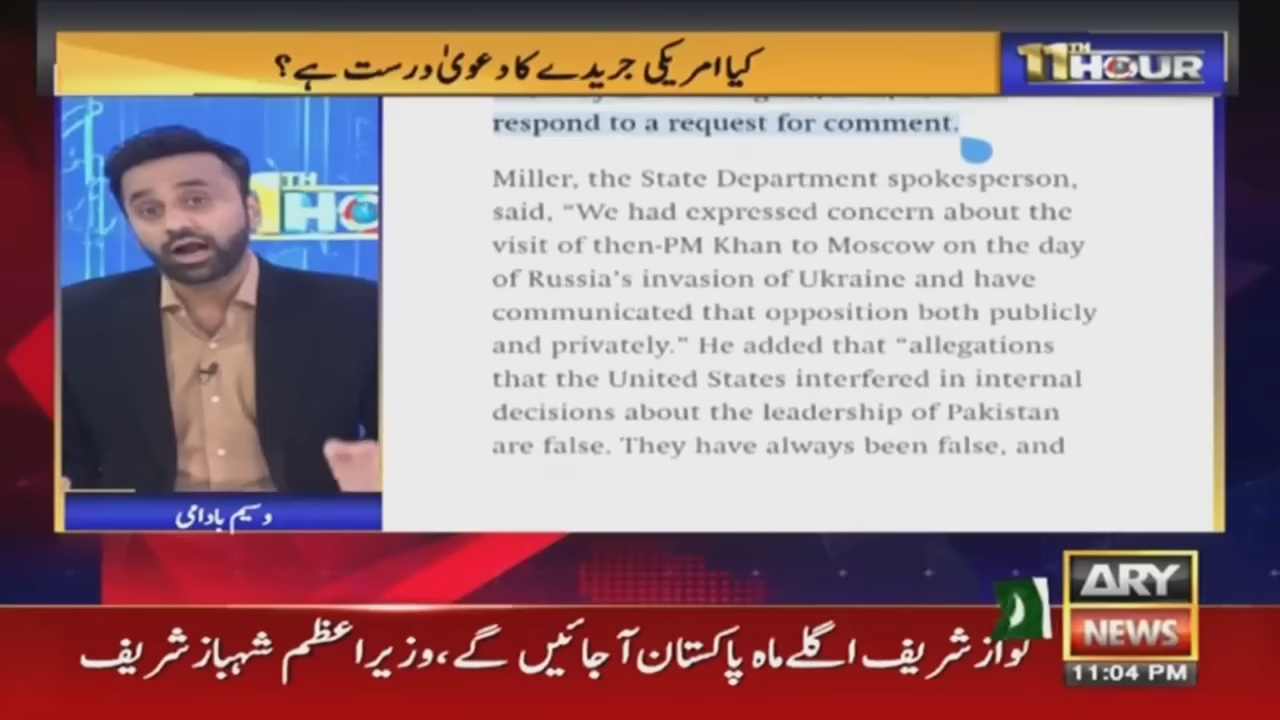 کیا امریکی جریدے کا دعویٰ درست ہے؟
11TH HOUR
respond to a request for comment.
Miller, the State Department spokesperson,
said, “We had expressed concern about the
visit of then-PM Khan to Moscow on the day
of Russia’s invasion of Ukraine and have
communicated that opposition both publicly
and privately.” He added that “allegations
that the United States interfered in internal
decisions about the leadership of Pakistan
are false. They have always been false, and
TH
HO
وسیم بادامی
ARY
NEWS
11:04 PM
نواز شریف اگلے ماہ پاکستان آ جائیں گے، وزیراعظم شہباز شریف